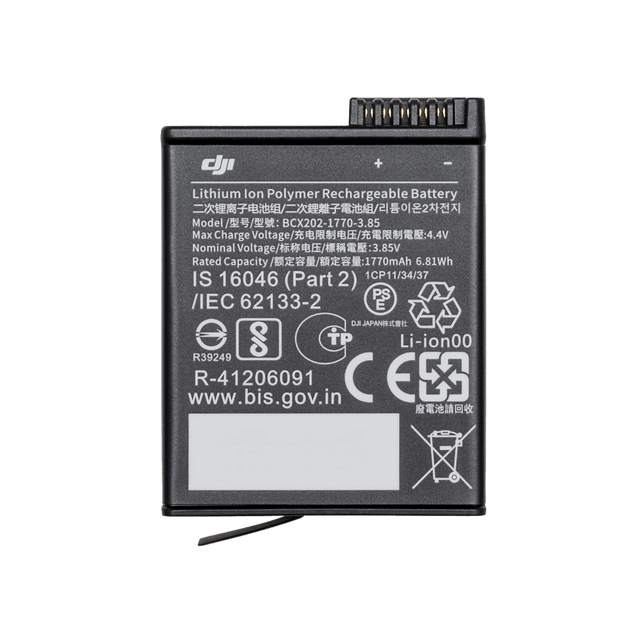 dji
+ −
Lithium Ion Polymer Rechargeable Battery
二次锂离子电池组/二次鋰離子電池組/리튬이온2차전지
Model/型号/型號:BCX202-1770-3.85
Max Charge Voltage/充电限制电压/充電限制電壓:4.4V
Nominal Voltage/标称电压/標稱電壓:3.85V
Rated Capacity/额定容量/額定容量:1770mAh 6.81Wh
IS 16046 (Part 2) 1CP11/34/37
/IEC 62133-2
PS
E
DJI JAPAN株式会社
R39249
TP
Li-ion00
R-41206091
www.bis.gov.in
CE
廢電池請回收